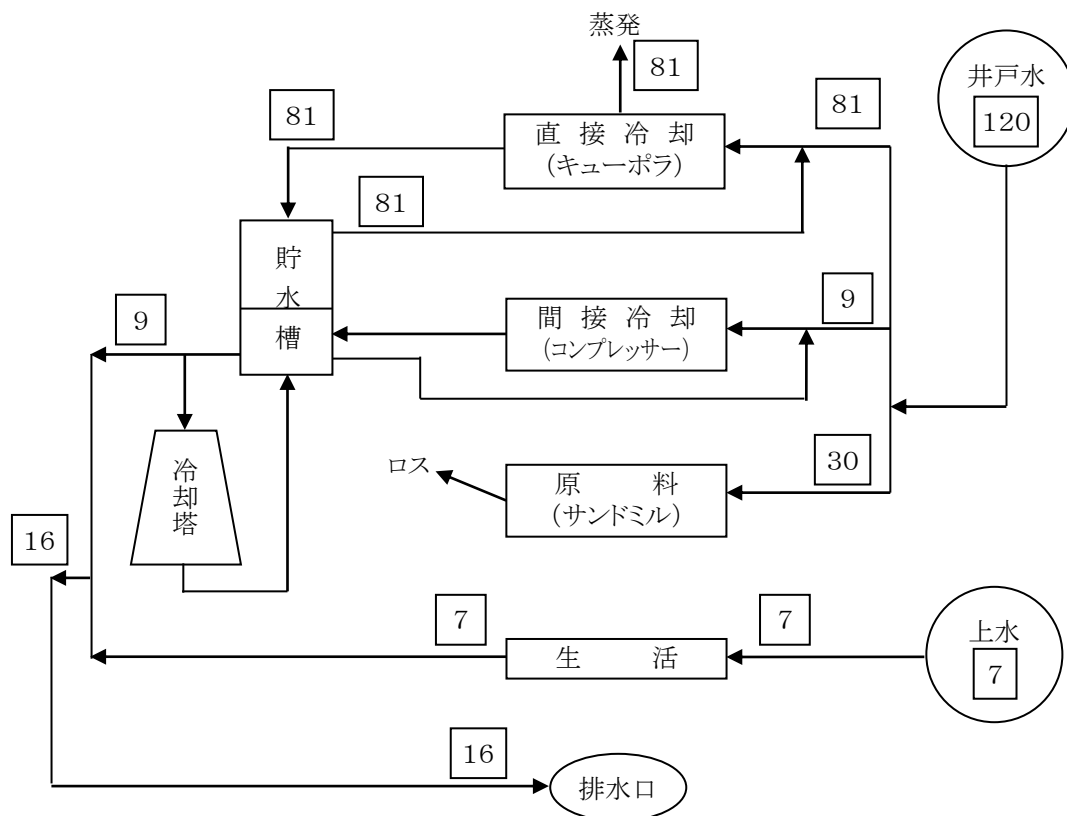 蒸発
81
81
81
井戸水
120
直接冷却
(キューポラ)
81
貯
水
槽
9
間接冷却
(コンプレッサー)
9
冷
却
塔
ロス
原料
(サンドミル)
30
16
7
生活
7
上水
7
16
排水口